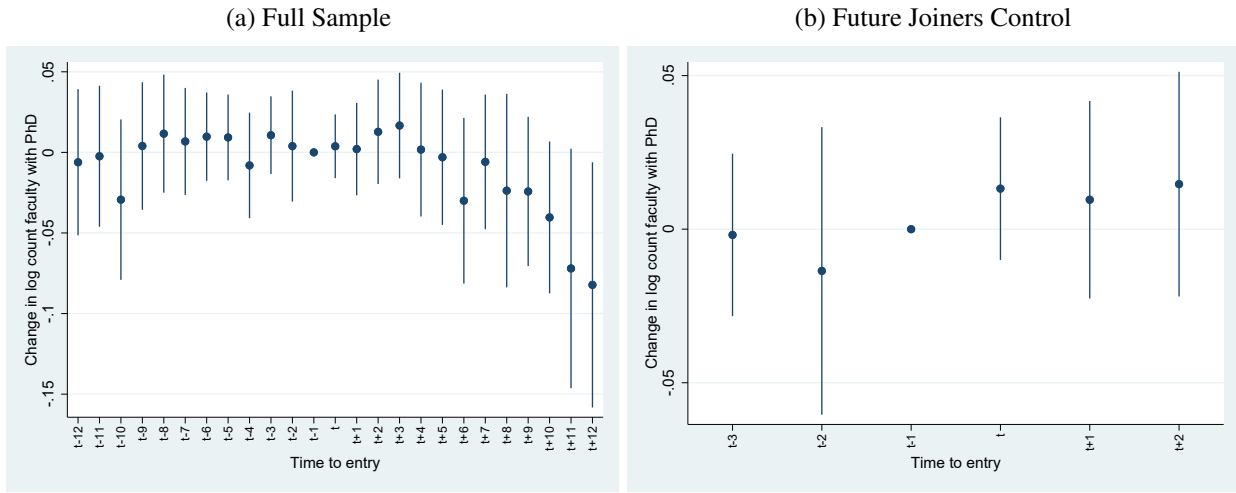 (a) Full Sample
Change in log count faculty with PhD
.05
0
-.05
-.1
-.15
t-12 t-11 t-10 t-9 t-8 t-7 t-6 t-5 t-4 t-3 t-2 t-1 t t+1 t+2 t+3 t+4 t+5 t+6 t+7 t+8 t+9 t+10 t+11 t+12
Time to entry
(b) Future Joiners Control
Change in log count faculty with PhD
.05
0
-.05
t-3 t-2 t-1 t t+1 t+2
Time to entry